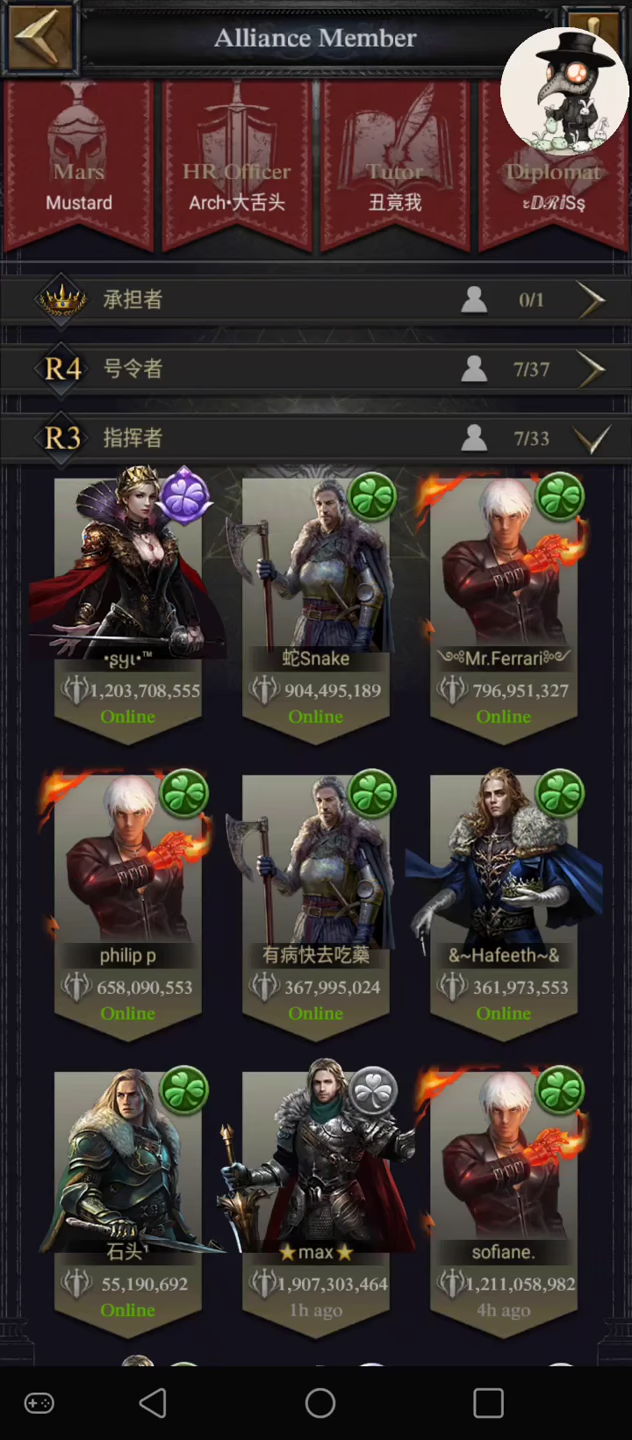 Alliance Member
Mars
HR Officer
Tutor
Diplomat
Mustard
Arch•大舌头
丑竟我
承担者
0/1
R4 号令者
7/37
R3 指挥者
7/33
•ʂყɩ•™
蛇Snake
༺Mr.Ferrari༻
1,203,708,555
904,495,189
796,951,327
Online
Online
Online
philip p
有病快去吃藥
&~Hafeeth~&
658,090,553
367,995,024
361,973,553
Online
Online
Online
石头¹
⭐max⭐
sofiane.
55,190,692
1,907,303,464
1,211,058,982
Online
1h ago
4h ago